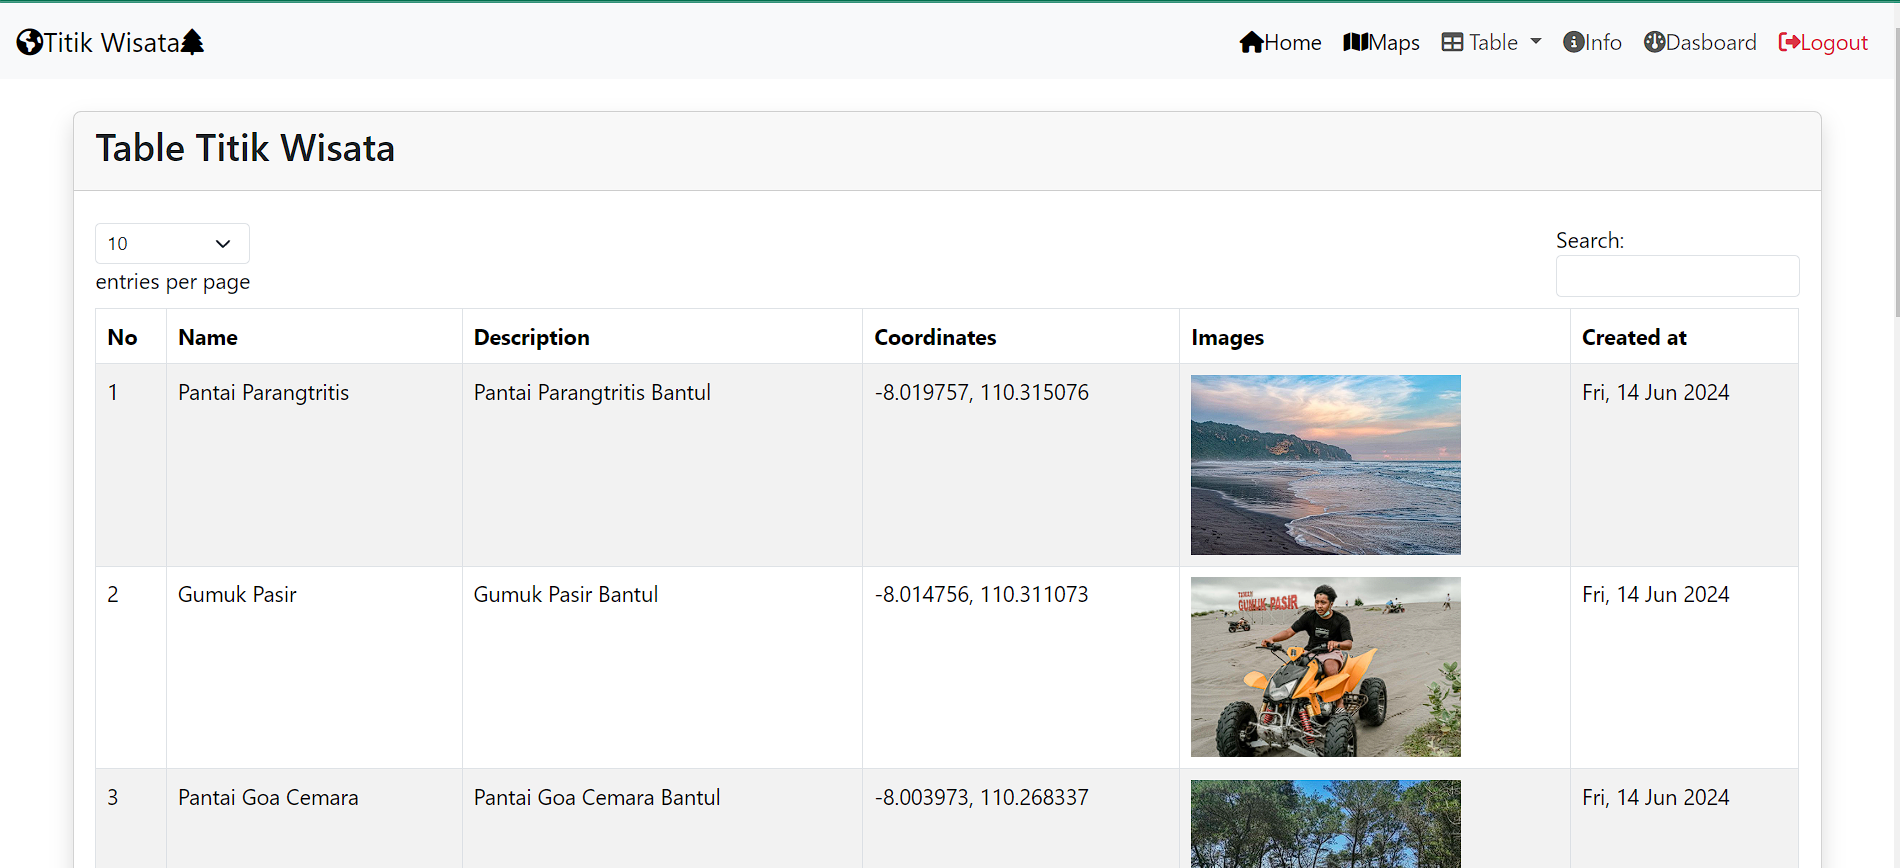 Titik Wisata
Home Maps Table Info Dasboard Logout
Table Titik Wisata
10
entries per page
Search:
No Name Description Coordinates Images Created at
1 Pantai Parangtritis Pantai Parangtritis Bantul -8.019757, 110.315076 Fri, 14 Jun 2024
2 Gumuk Pasir Gumuk Pasir Bantul -8.014756, 110.311073 Fri, 14 Jun 2024
TAMAN
GUMUK PASIR
3 Pantai Goa Cemara Pantai Goa Cemara Bantul -8.003973, 110.268337 Fri, 14 Jun 2024